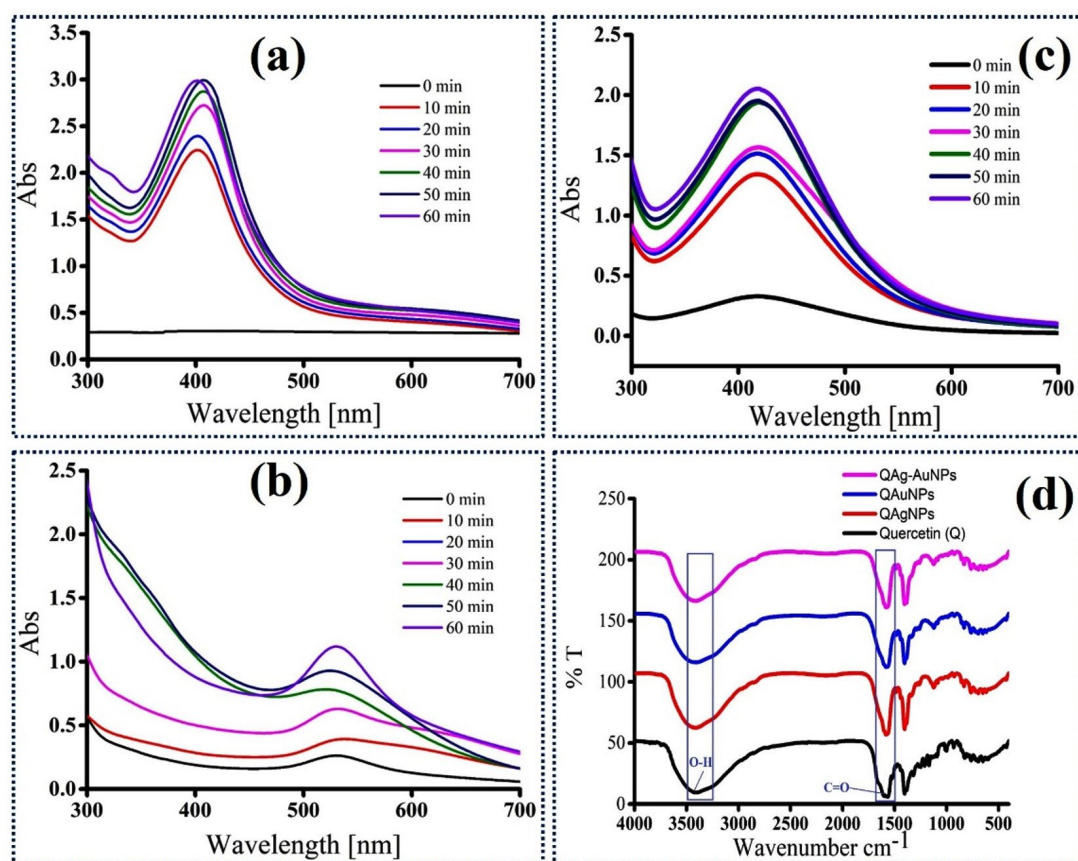 (a)
3.5
3.0
2.5
2.0
1.5
1.0
0.5
0.0
Abs
0 min
10 min
20 min
30 min
40 min
50 min
60 min
300 400 500 600 700
Wavelength [nm]
(c)
2.5
2.0
1.5
1.0
0.5
0.0
Abs
0 min
10 min
20 min
30 min
40 min
50 min
60 min
300 400 500 600 700
Wavelength [nm]
(b)
2.5
2.0
1.5
1.0
0.5
0.0
Abs
0 min
10 min
20 min
30 min
40 min
50 min
60 min
300 400 500 600 700
Wavelength [nm]
(d)
QAg-AuNPs
QAuNPs
QAgNPs
Quercetin (Q)
250
200
150
100
50
0
% T
O-H
C=O
4000 3500 3000 2500 2000 1500 1000 500
Wavenumber cm-1